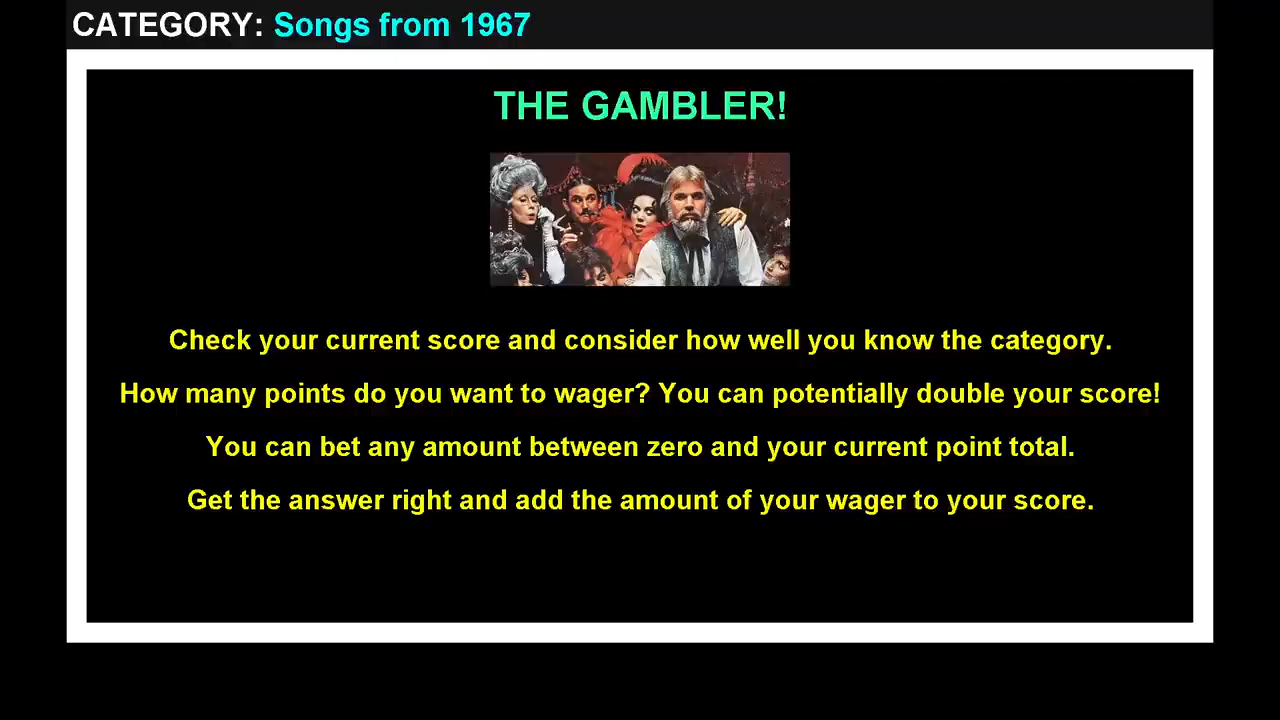 CATEGORY: Songs from 1967
THE GAMBLER!
Check your current score and consider how well you know the category.
How many points do you want to wager? You can potentially double your score!
You can bet any amount between zero and your current point total.
Get the answer right and add the amount of your wager to your score.